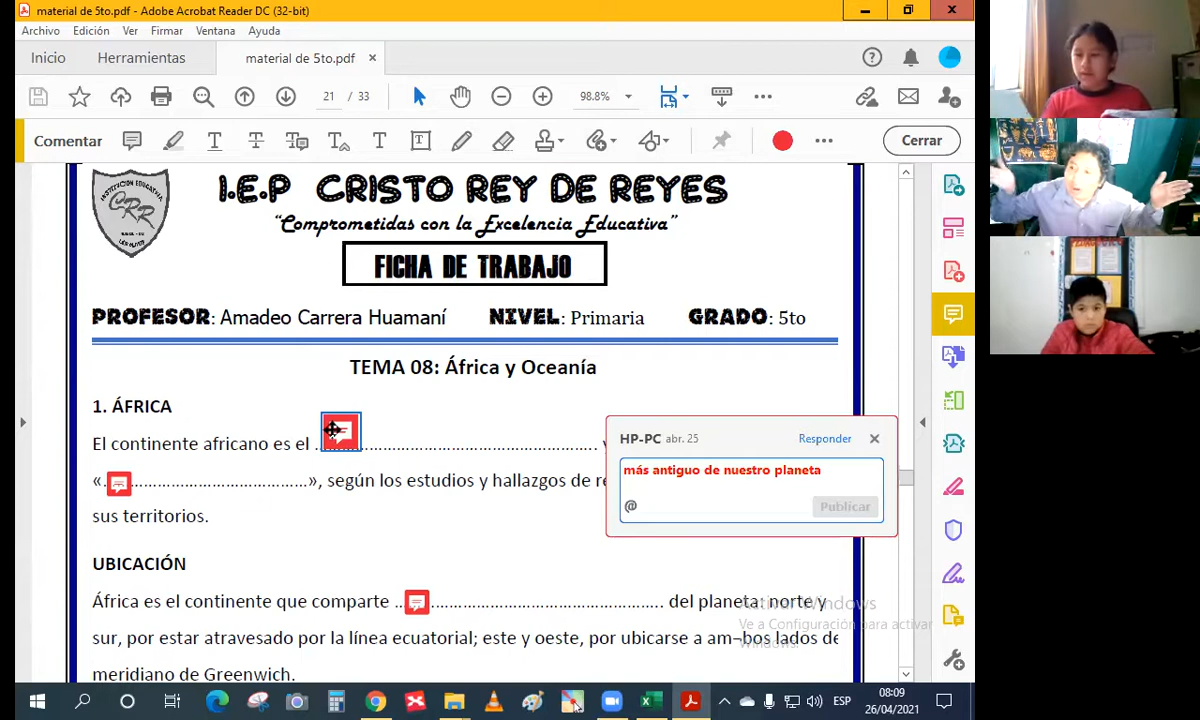 material de 5to.pdf - Adobe Acrobat Reader DC (32-bit)
Archivo Edición Ver Firmar Ventana Ayuda
Inicio Herramientas material de 5to.pdf
21 / 33 98.8%
Comentar Cerrar
INSTITUCION EDUCATIVA
CRR
I.E.P CRISTO REY DE REYES
"Comprometidas con la Excelencia Educativa"
FICHA DE TRABAJO
PROFESOR: Amadeo Carrera Huamaní NIVEL: Primaria GRADO: 5to
TEMA 08: África y Oceanía
1. ÁFRICA
El continente africano es el ..........................................................
«......................................», según los estudios y hallazgos de
sus territorios.
HP-PC abr. 25 Responder
más antiguo de nuestro planeta
@ Publicar
UBICACIÓN
África es el continente que comparte .................................................. del planeta: norte y
sur, por estar atravesado por la línea ecuatorial; este y oeste, por ubicarse a am¬bos lados de
meridiano de Greenwich.
Activar Windows
Ve a Configuración para activar
Windows.
ESP
08:09
26/04/2021